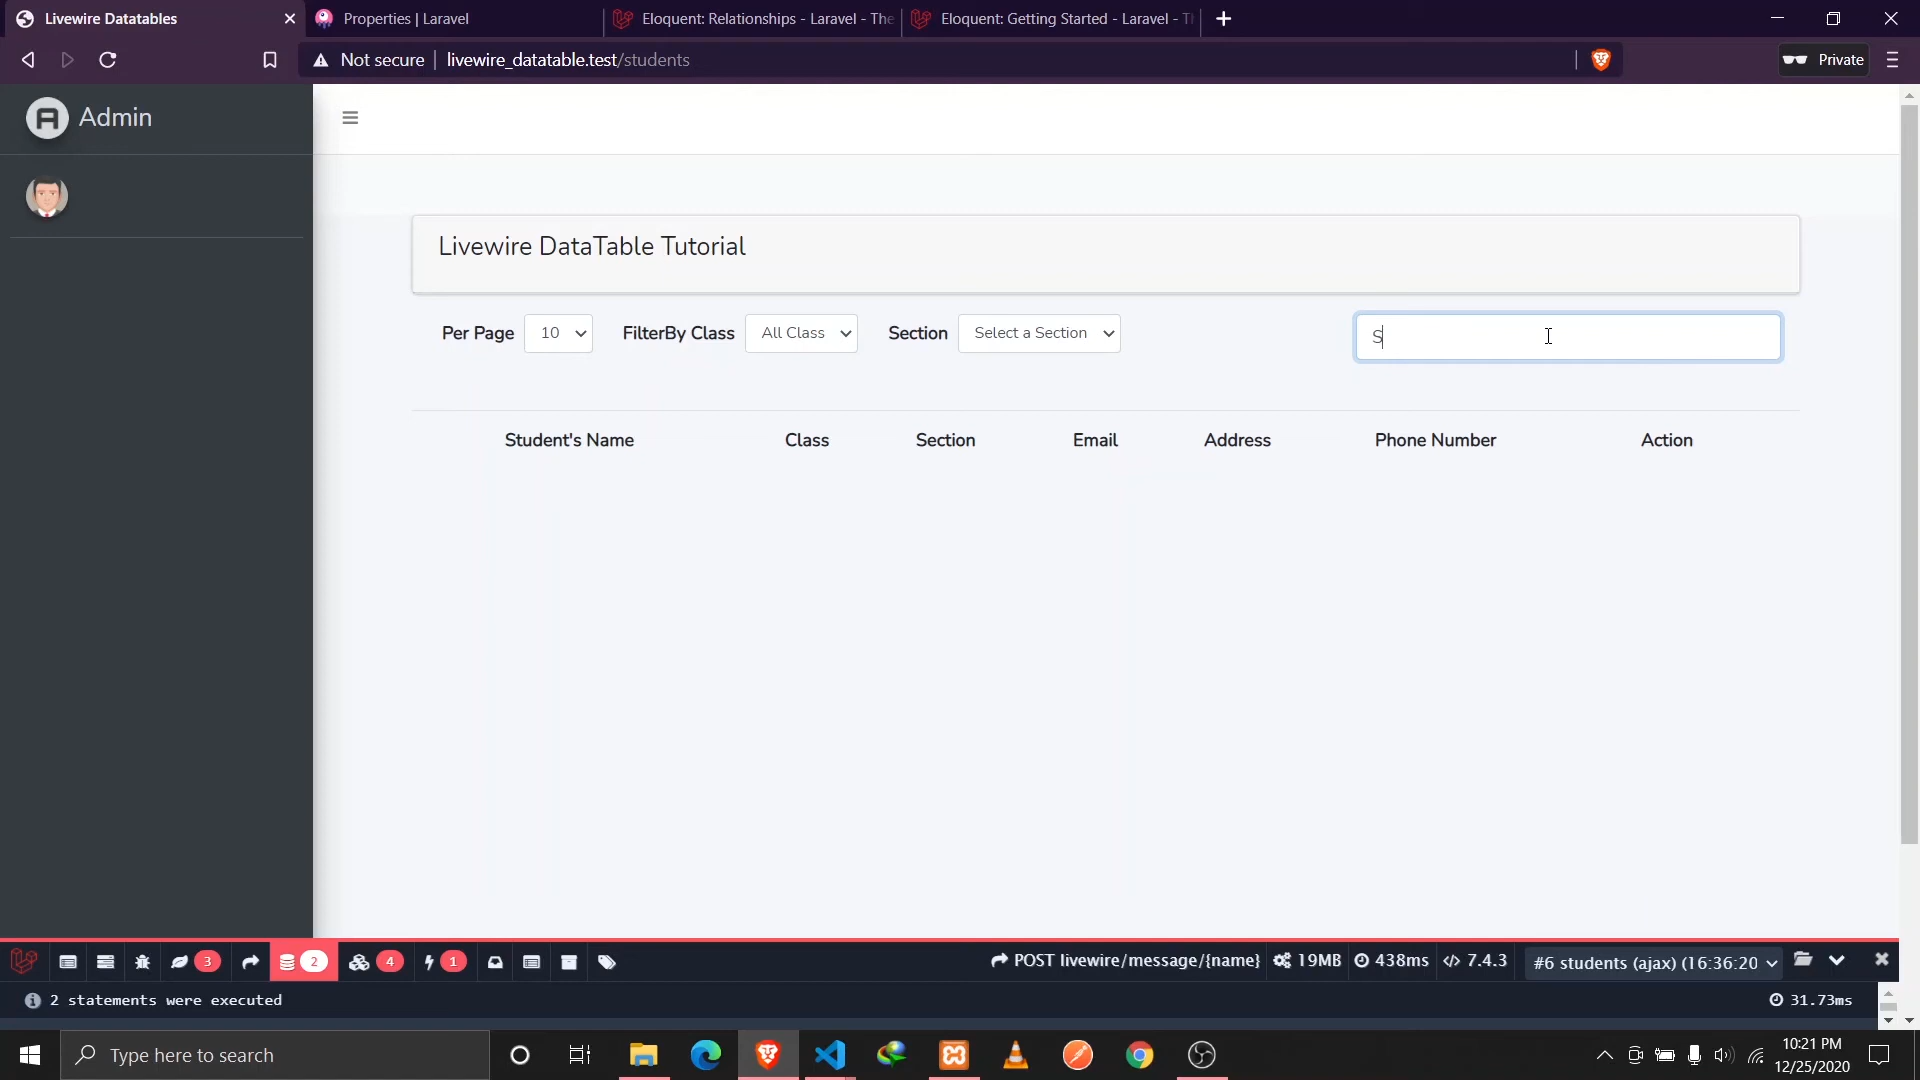 Livewire Datatables
Properties | Laravel
Eloquent: Relationships - Laravel - The
Eloquent: Getting Started - Laravel - Th
Not secure
livewire_datatable.test/students
Private
Admin
Livewire DataTable Tutorial
Per Page 10 FilterBy Class All Class Section Select a Section S
Student's Name Class Section Email Address Phone Number Action
3 2 4 1 POST livewire/message/{name} 19MB 438ms 7.4.3 #6 students (ajax) (16:36:20
2 statements were executed 31.73ms
Type here to search
10:21 PM
12/25/2020